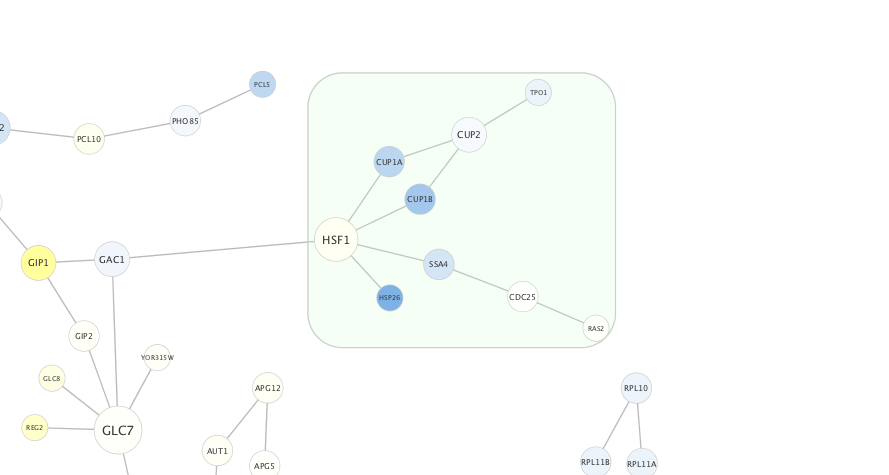 PCL5
TPO1
PHO85
2
PCL10
CUP2
CUP1A
CUP1B
HSF1
GIP1
GAC1
SSA4
HSP26
CDC25
RAS2
GIP2
YOR315W
GLC8
APG12
RPL10
REG2
GLC7
AUT1
APG5
RPL11B
RPL11A